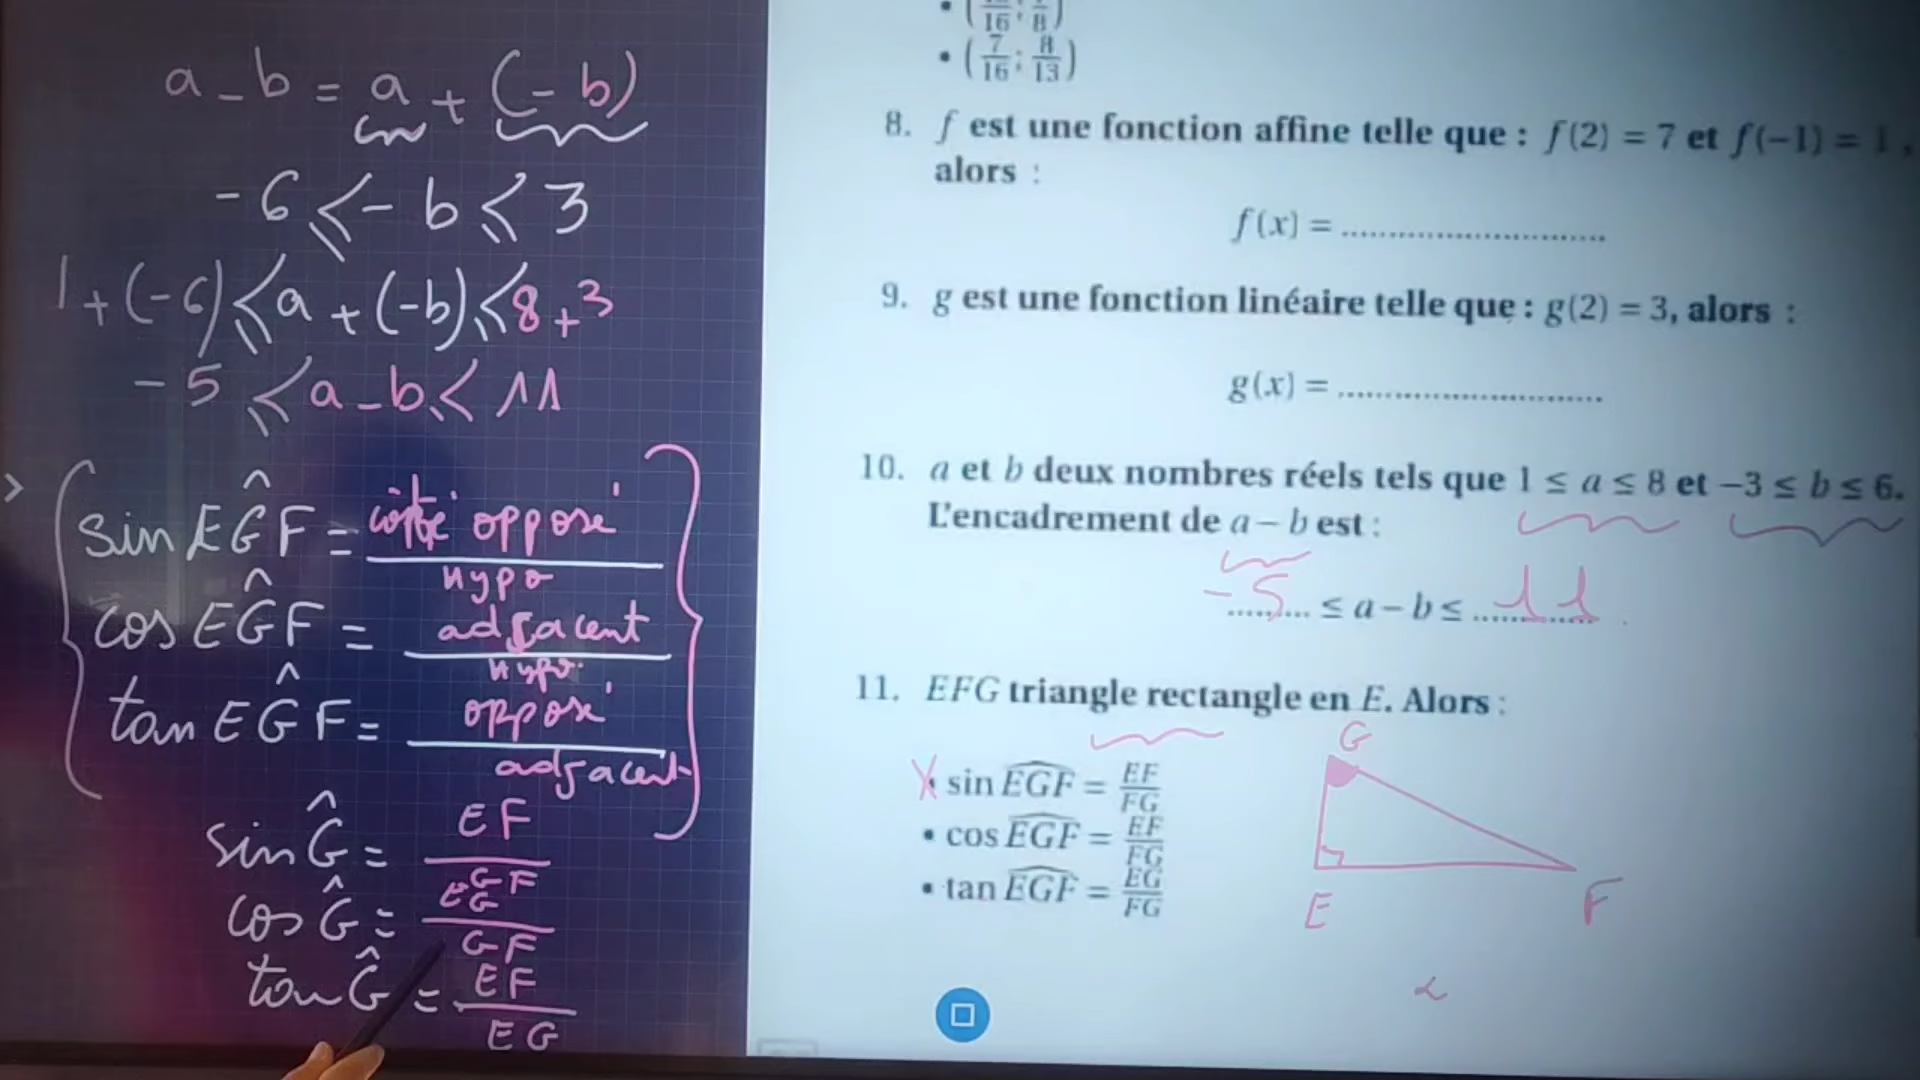 a - b = a + (- b)
- 6 ⩽ - b ⩽ 3
1 + (- 6) ⩽ a + (- b) ⩽ 8 + 3
- 5 ⩽ a - b ⩽ 11
sin EĜF = côté opposé / hypo
cos EĜF = adjacent / hypo
tan EĜF = opposé / adjacent
sin Ĝ = EF / GF
cos Ĝ = EG / GF
tan Ĝ = EF / EG
• (7/16 ; 8/13)
8. f est une fonction affine telle que : f(2) = 7 et f(−1) = 1 ,
alors :
f(x) = ............................
9. g est une fonction linéaire telle que : g(2) = 3, alors :
g(x) = ............................
10. a et b deux nombres réels tels que 1 ≤ a ≤ 8 et −3 ≤ b ≤ 6.
L'encadrement de a − b est :
- 5 ≤ a − b ≤ 11
11. EFG triangle rectangle en E. Alors :
X sin EGF = EF/FG
• cos EGF = EF/FG
• tan EGF = EG/FG
G
E
F